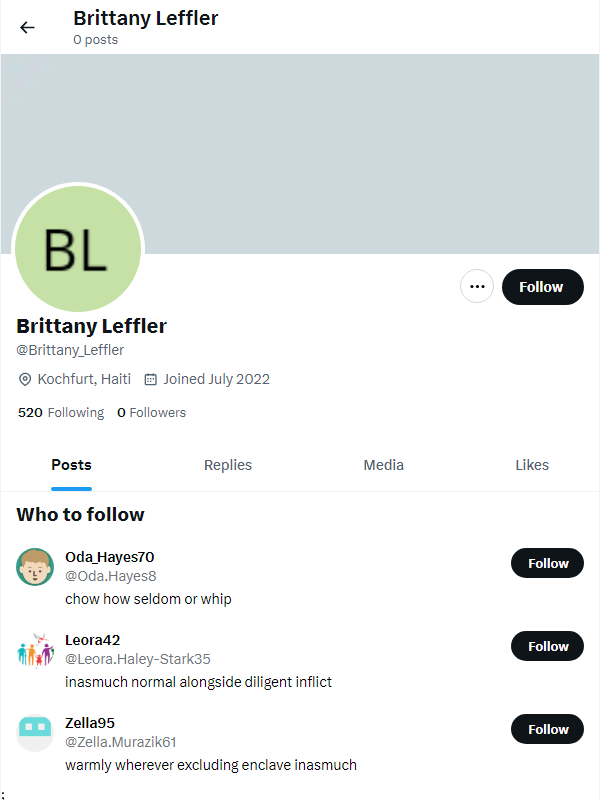 Brittany Leffler
0 posts
BL
Follow
Brittany Leffler
@Brittany_Leffler
Kochfurt, Haiti Joined July 2022
520 Following 0 Followers
Posts Replies Media Likes
Who to follow
Oda_Hayes70
@Oda.Hayes8
Follow
chow how seldom or whip
Leora42
@Leora.Haley-Stark35
Follow
inasmuch normal alongside diligent inflict
Zella95
@Zella.Murazik61
Follow
warmly wherever excluding enclave inasmuch
;